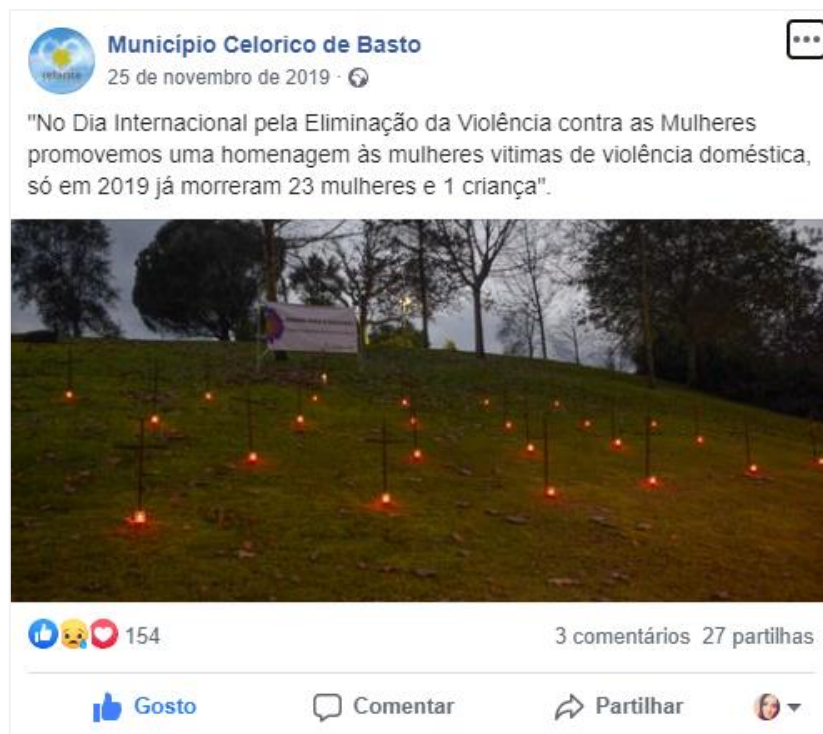 Município Celorico de Basto
25 de novembro de 2019 ·
"No Dia Internacional pela Eliminação da Violência contra as Mulheres
promovemos uma homenagem às mulheres vitimas de violência doméstica,
só em 2019 já morreram 23 mulheres e 1 criança".
154
3 comentários 27 partilhas
Gosto
Comentar
Partilhar